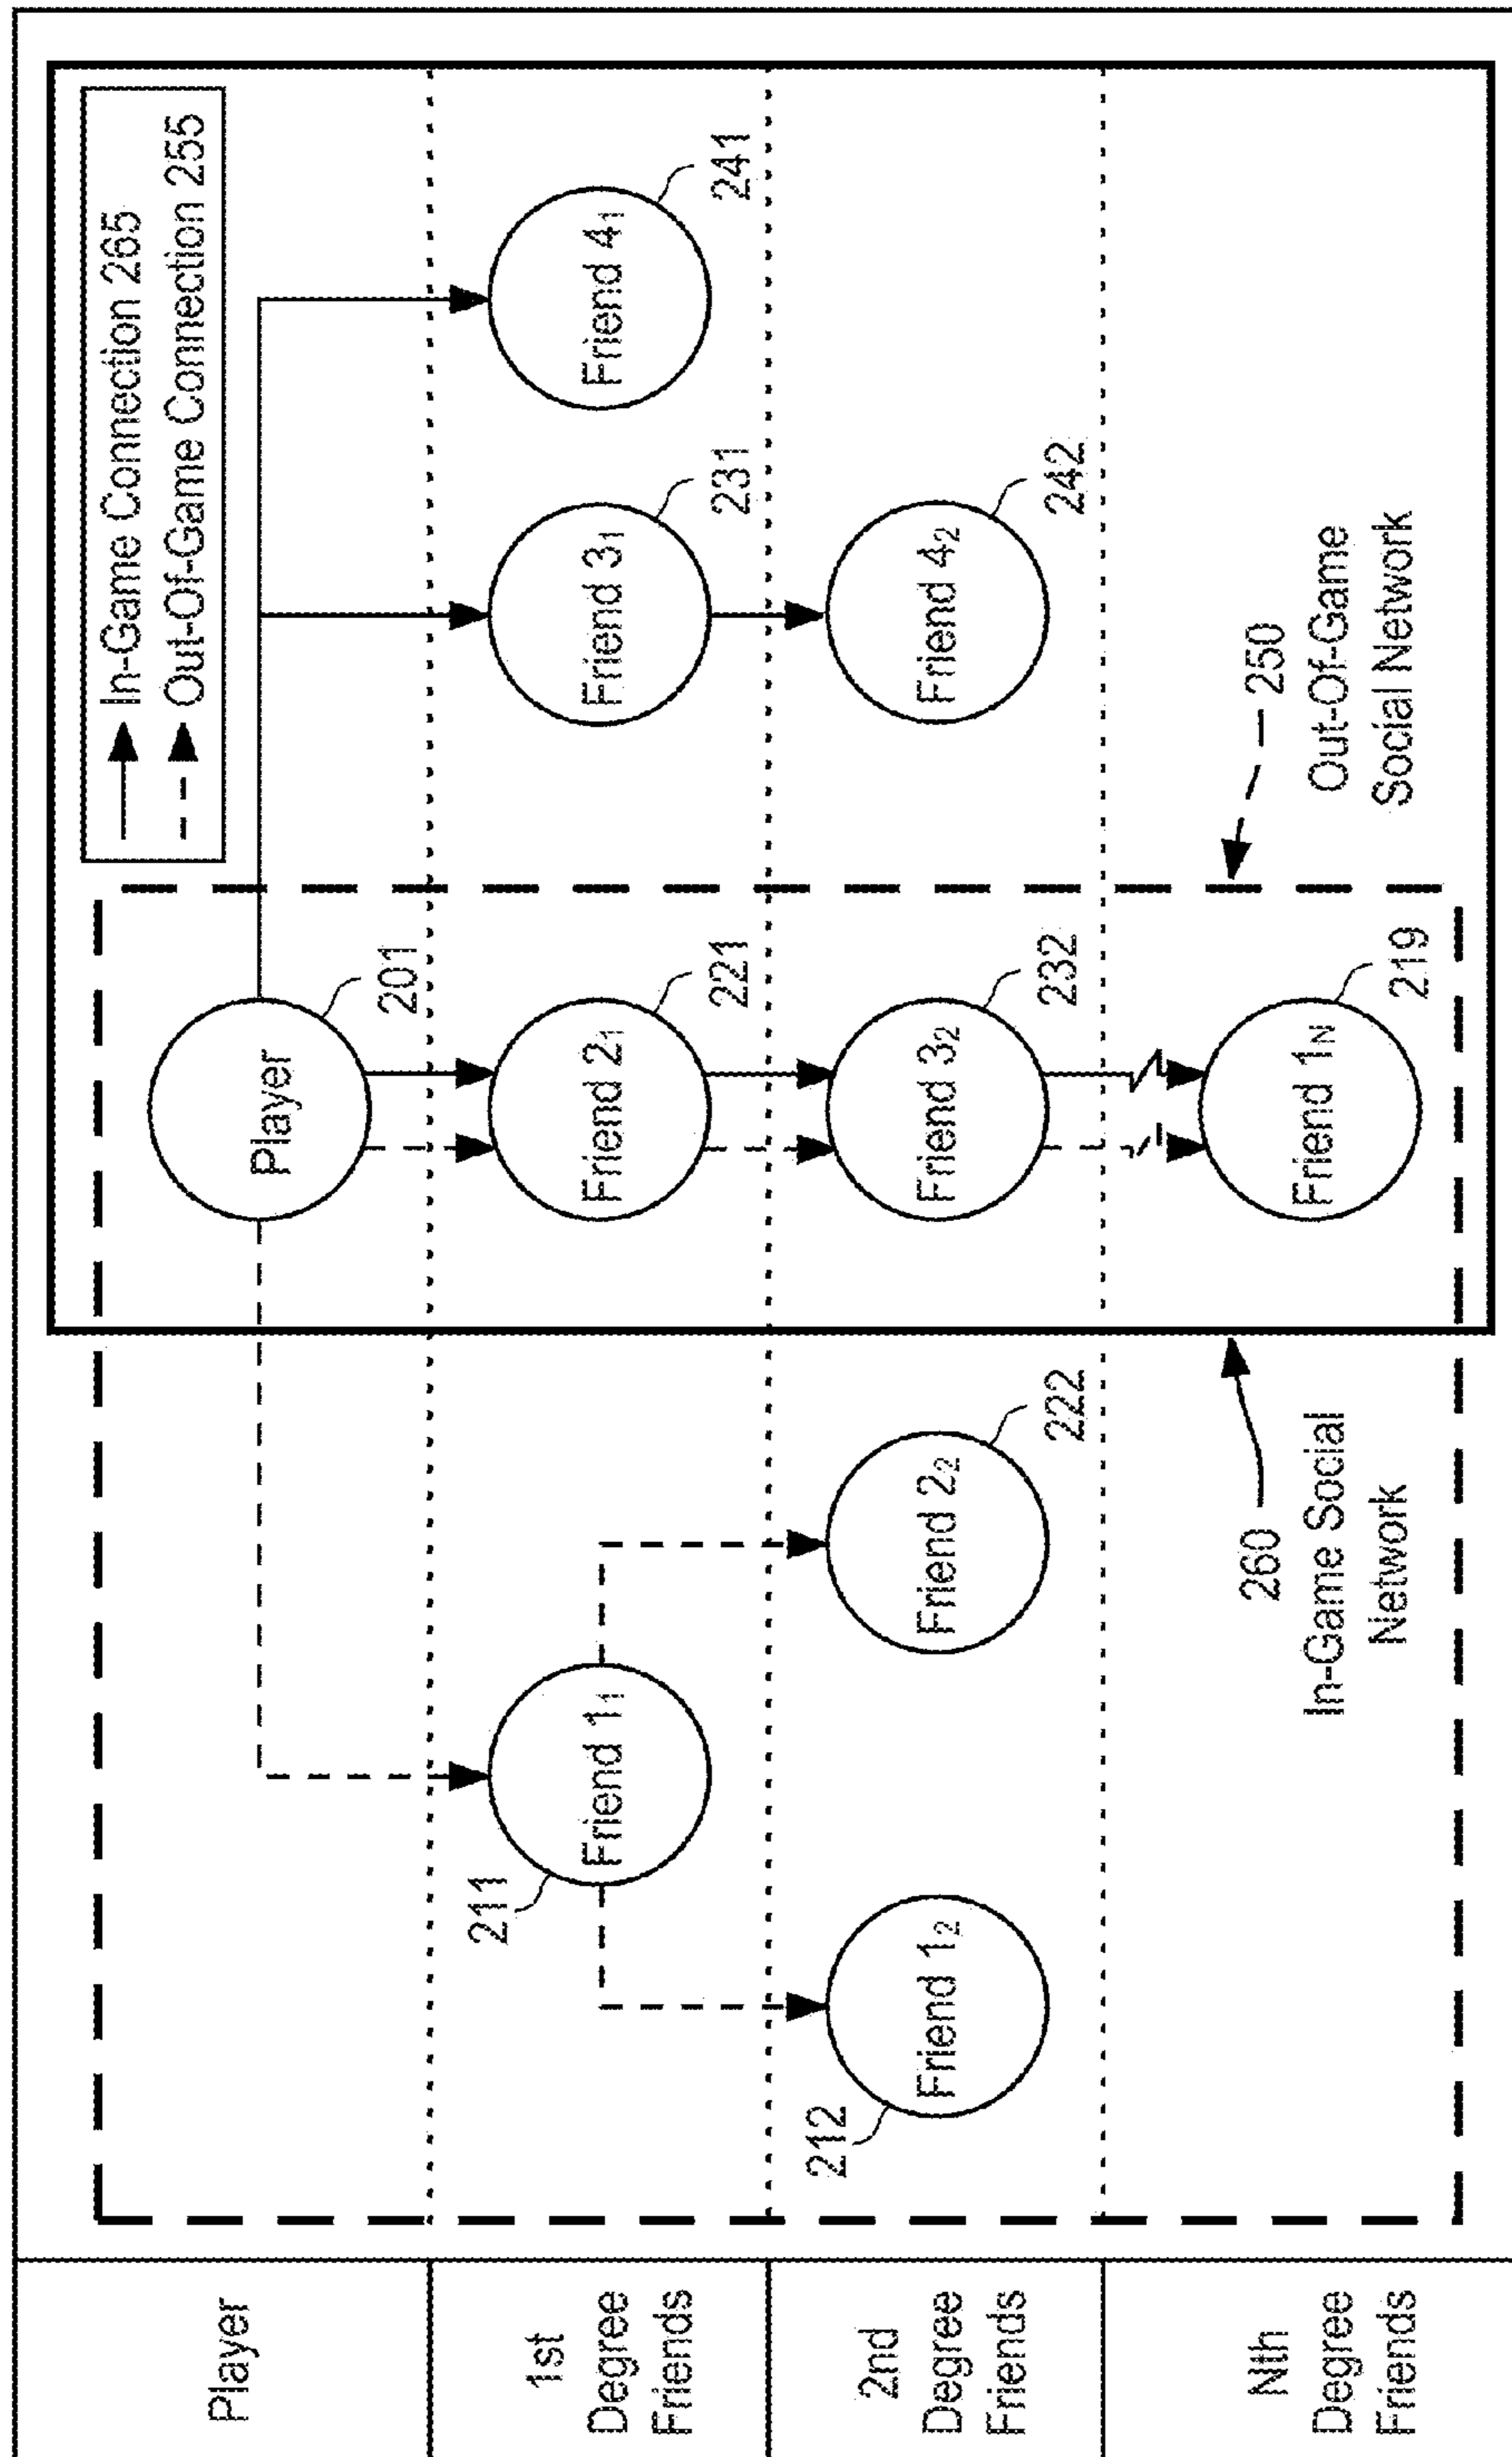 In-Game Connection 265
Out-Of-Game Connection 255
Player
Player
201
1st
Degree
Friends
211
Friend 1₁
Friend 2₁
221
Friend 3₁
231
Friend 4₁
241
2nd
Degree
Friends
212
Friend 1₂
Friend 2₂
222
Friend 3₂
232
Friend 4₂
242
Nth
Degree
Friends
260
In-Game Social
Network
Friend 1N
219
250
Out-Of-Game
Social Network